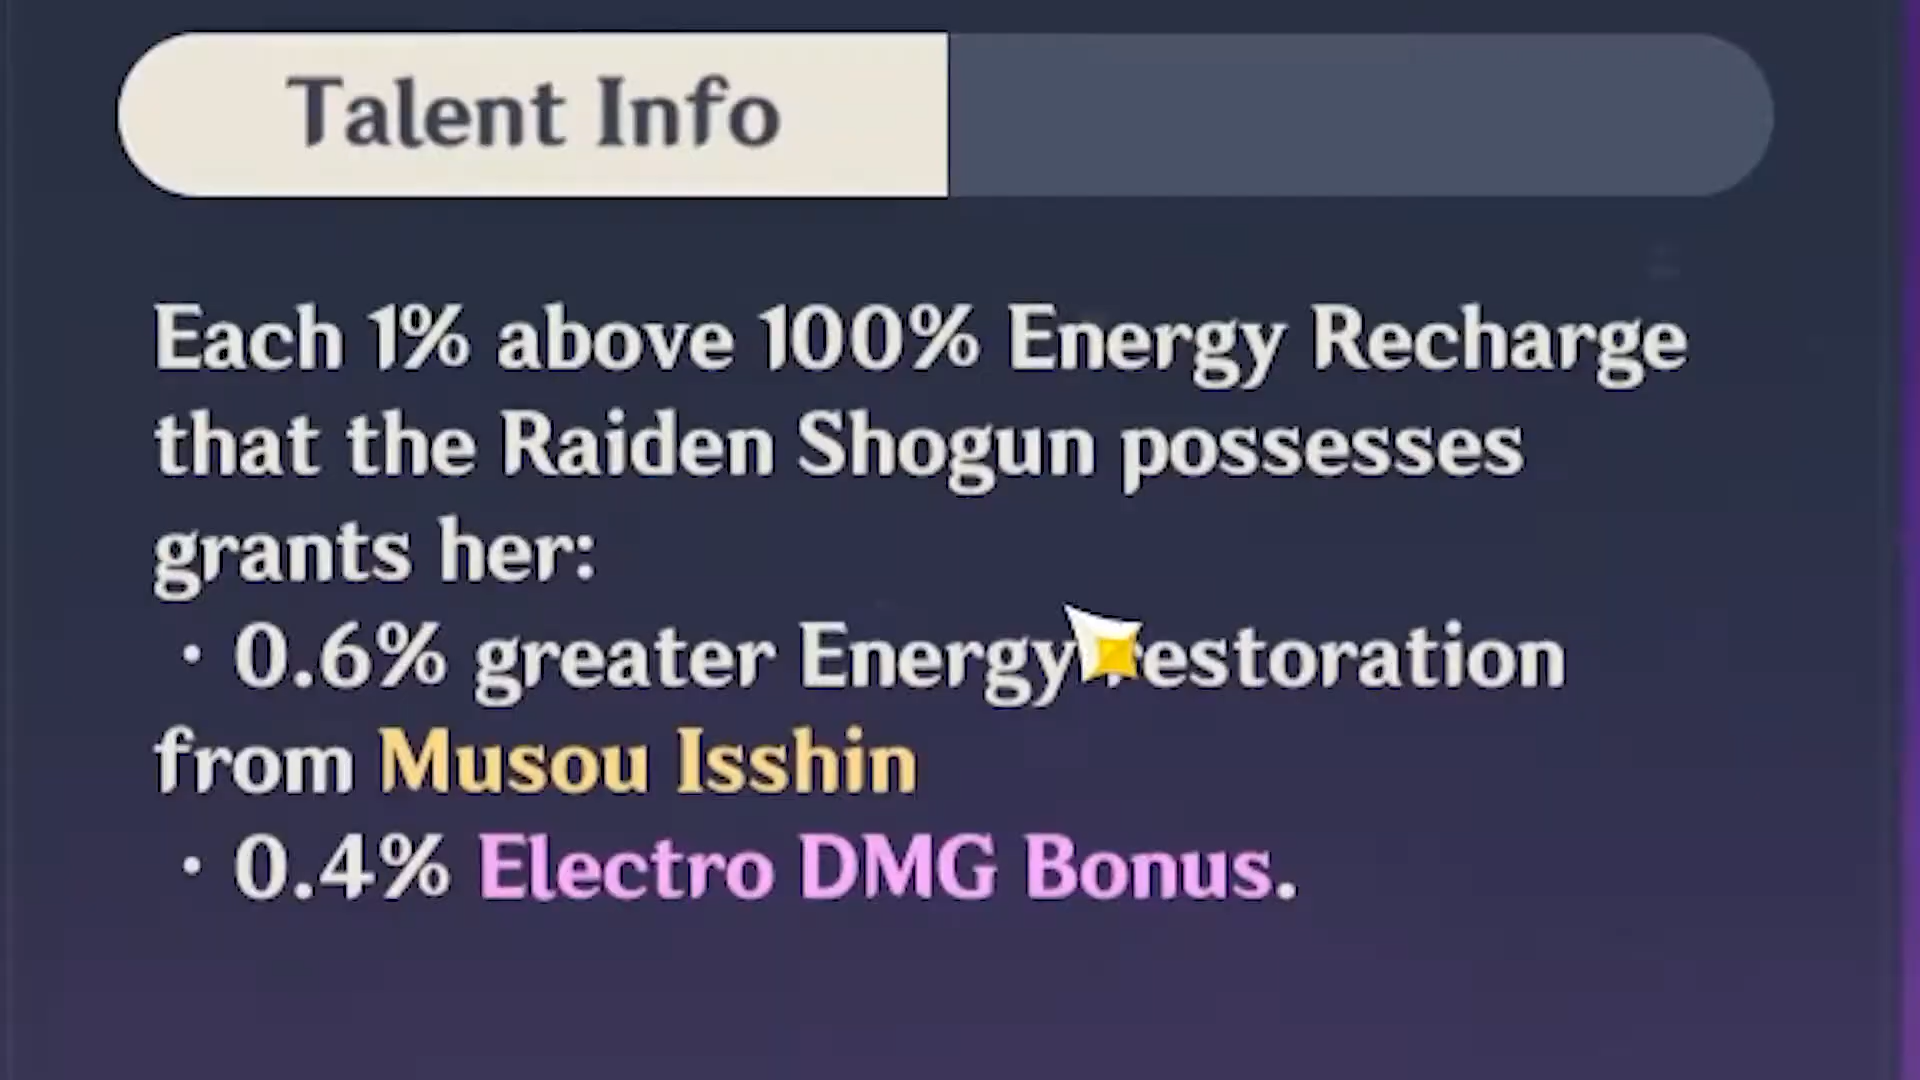 Talent Info
Each 1% above 100% Energy Recharge
that the Raiden Shogun possesses
grants her:
· 0.6% greater Energy restoration
from Musou Isshin
· 0.4% Electro DMG Bonus.